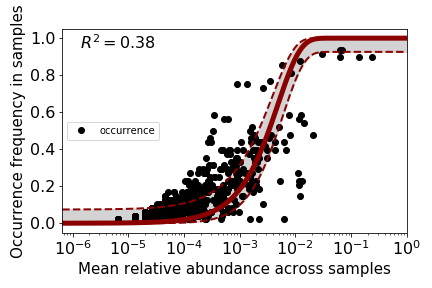 R² = 0.38
Occurrence frequency in samples
1.0
0.8
0.6
0.4
0.2
0.0
occurrence
10⁻⁶ 10⁻⁵ 10⁻⁴ 10⁻³ 10⁻² 10⁻¹ 10⁰
Mean relative abundance across samples